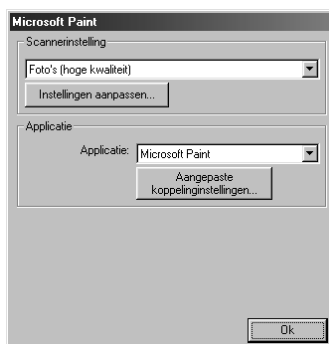 Microsoft Paint
Scannerinstelling
Foto's (hoge kwaliteit)
Instellingen aanpassen...
Applicatie
Applicatie: Microsoft Paint
Aangepaste
koppelinginstellingen...
Ok